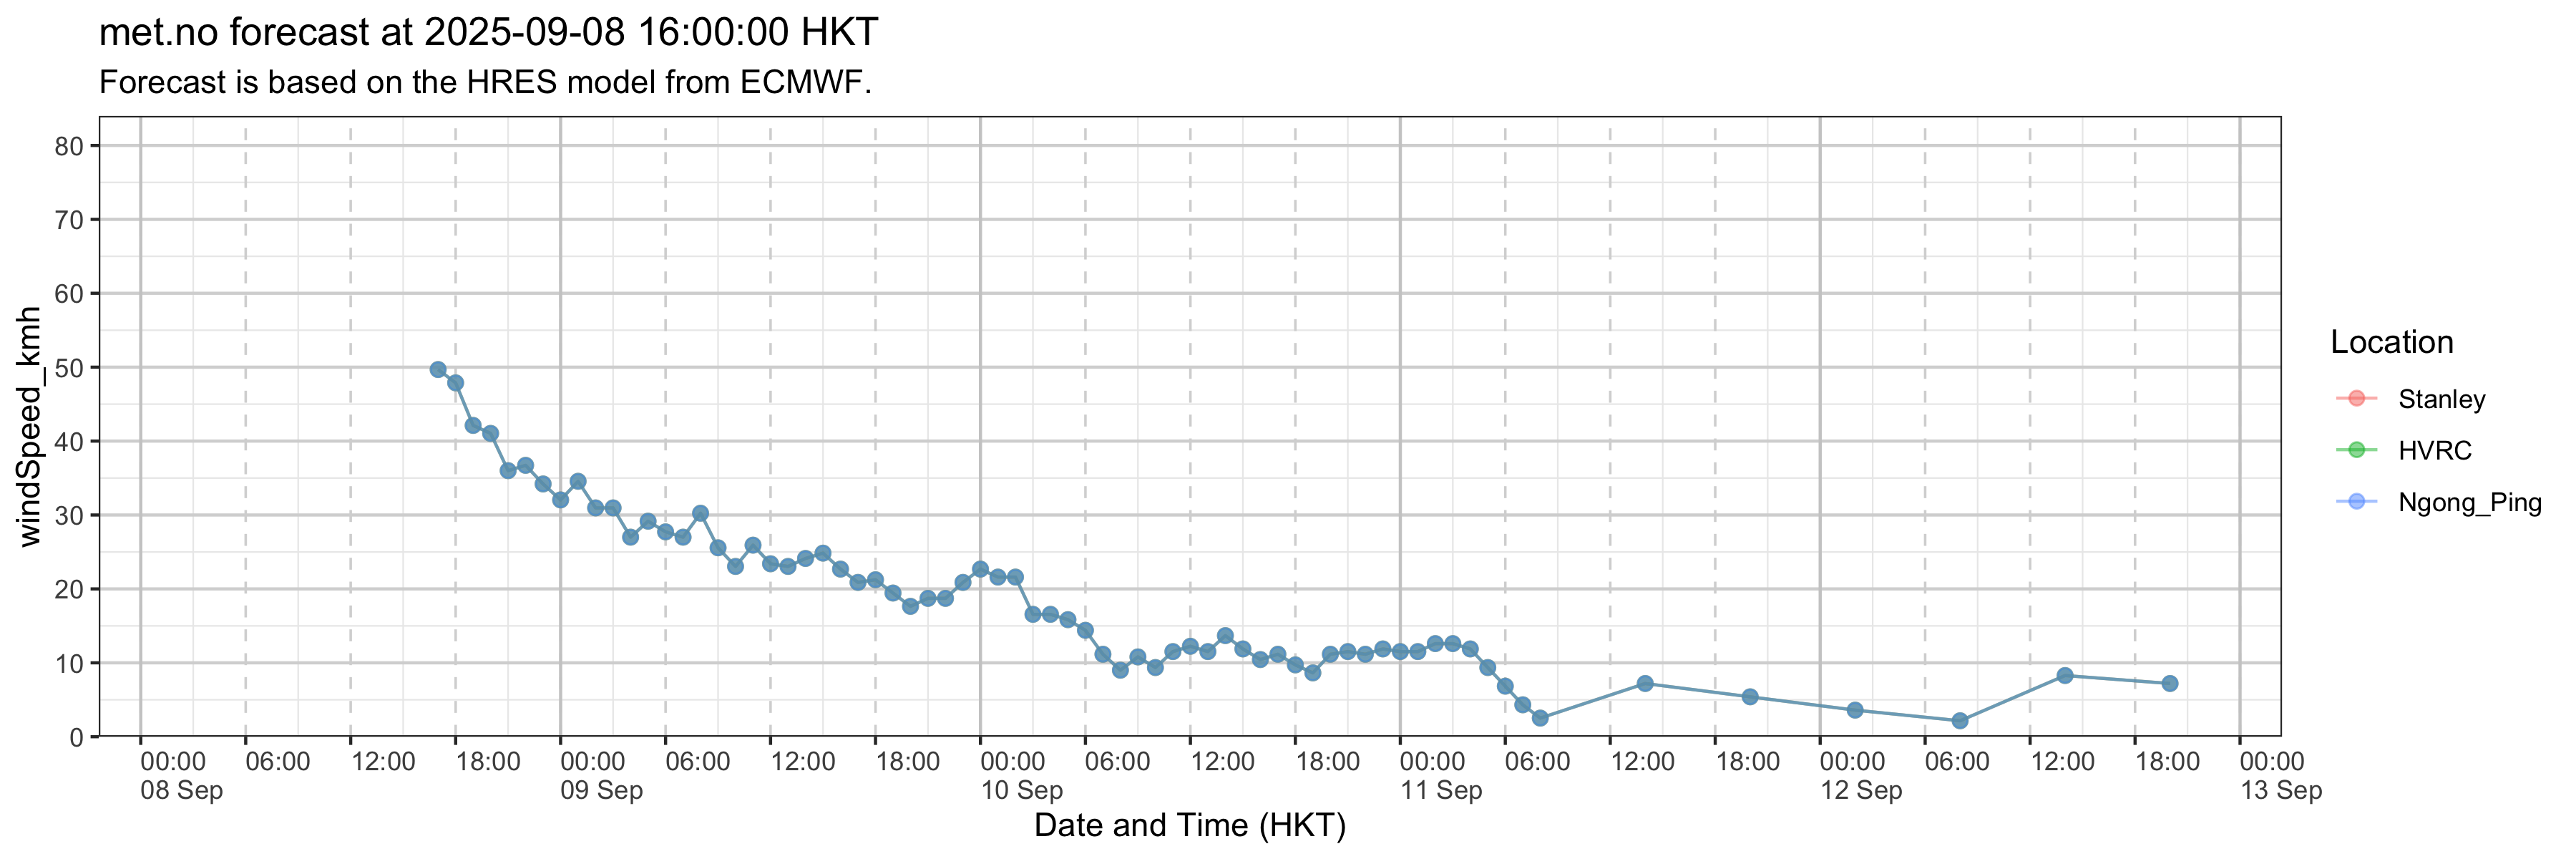 met.no forecast at 2025-09-08 16:00:00 HKT
Forecast is based on the HRES model from ECMWF.
windSpeed_kmh
80
70
60
50
40
30
20
10
0
00:00 06:00 12:00 18:00 00:00 06:00 12:00 18:00 00:00 06:00 12:00 18:00 00:00 06:00 12:00 18:00 00:00 06:00 12:00 18:00 00:00
08 Sep 09 Sep 10 Sep 11 Sep 12 Sep 13 Sep
Date and Time (HKT)
Location
Stanley
HVRC
Ngong_Ping